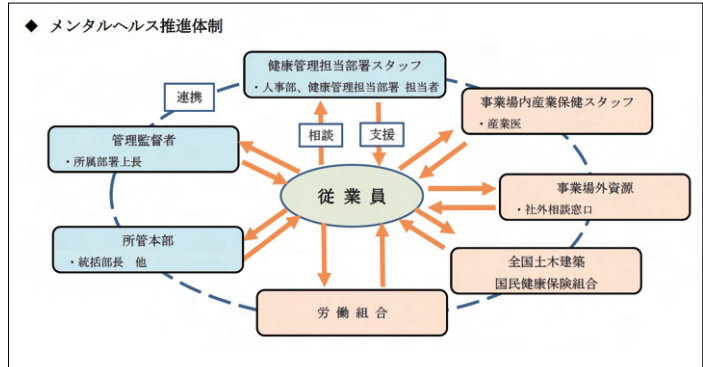 ◆ メンタルヘルス推進体制
健康管理担当部署スタッフ
・人事部、健康管理担当部署 担当者
連携
事業場内産業保健スタッフ
・産業医
相談
支援
管理監督者
・所属部署上長
従業員
事業場外資源
・社外相談窓口
所管本部
・統括部長 他
全国土木建築
国民健康保険組合
労働組合